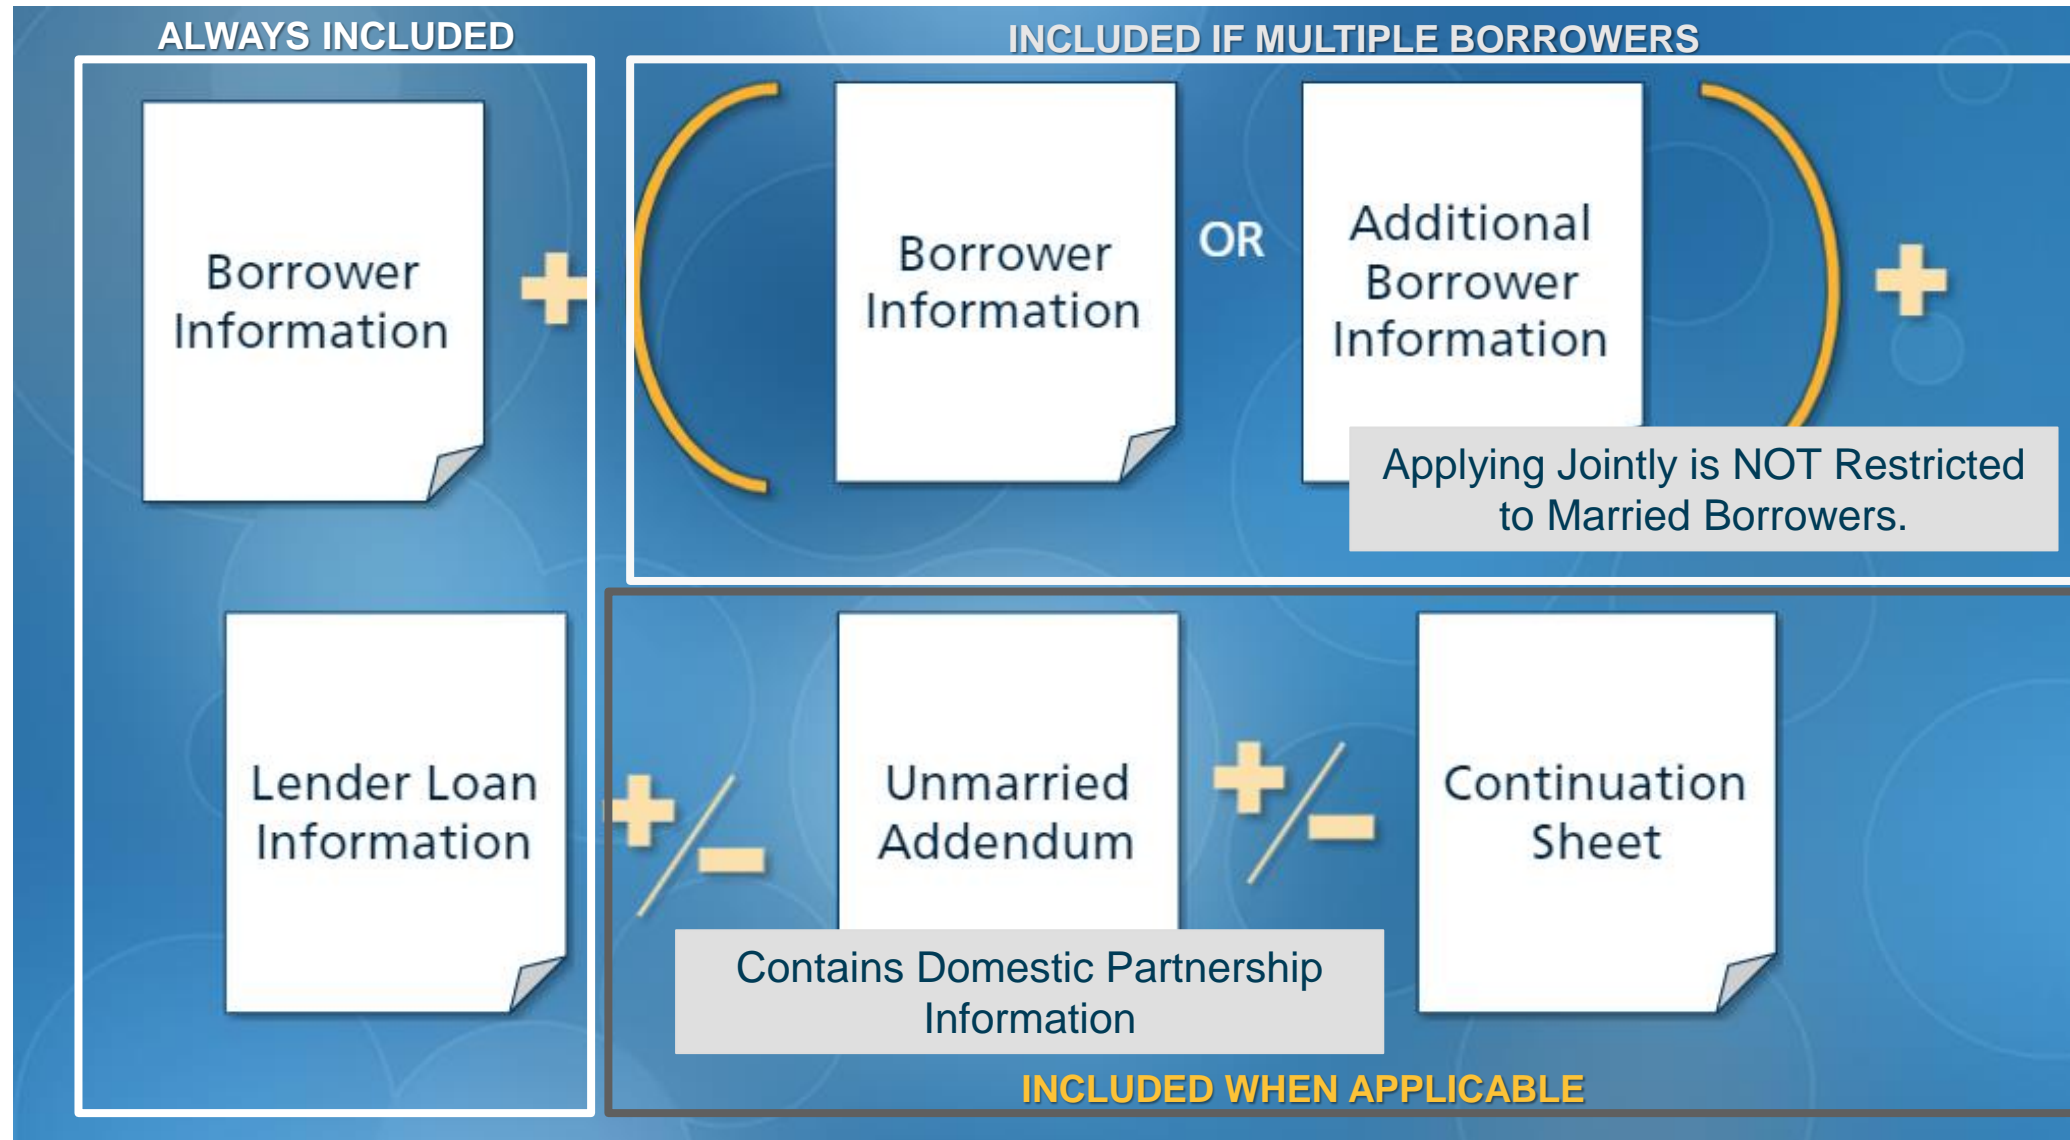 ALWAYS INCLUDED
INCLUDED IF MULTIPLE BORROWERS
Borrower
Information
Borrower
Information
OR
Additional
Borrower
Information
Applying Jointly is NOT Restricted
to Married Borrowers.
Lender Loan
Information
Unmarried
Addendum
Continuation
Sheet
Contains Domestic Partnership
Information
INCLUDED WHEN APPLICABLE